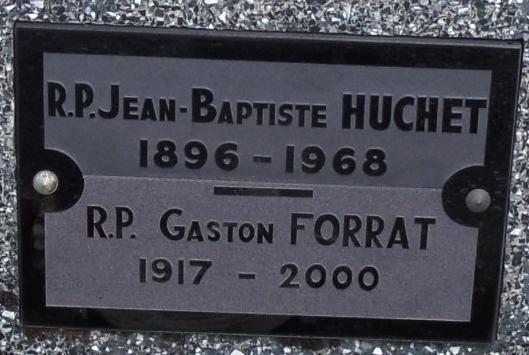 R.P. JEAN-BAPTISTE HUCHET
1896 - 1968
R.P. GASTON FORRAT
1917 - 2000